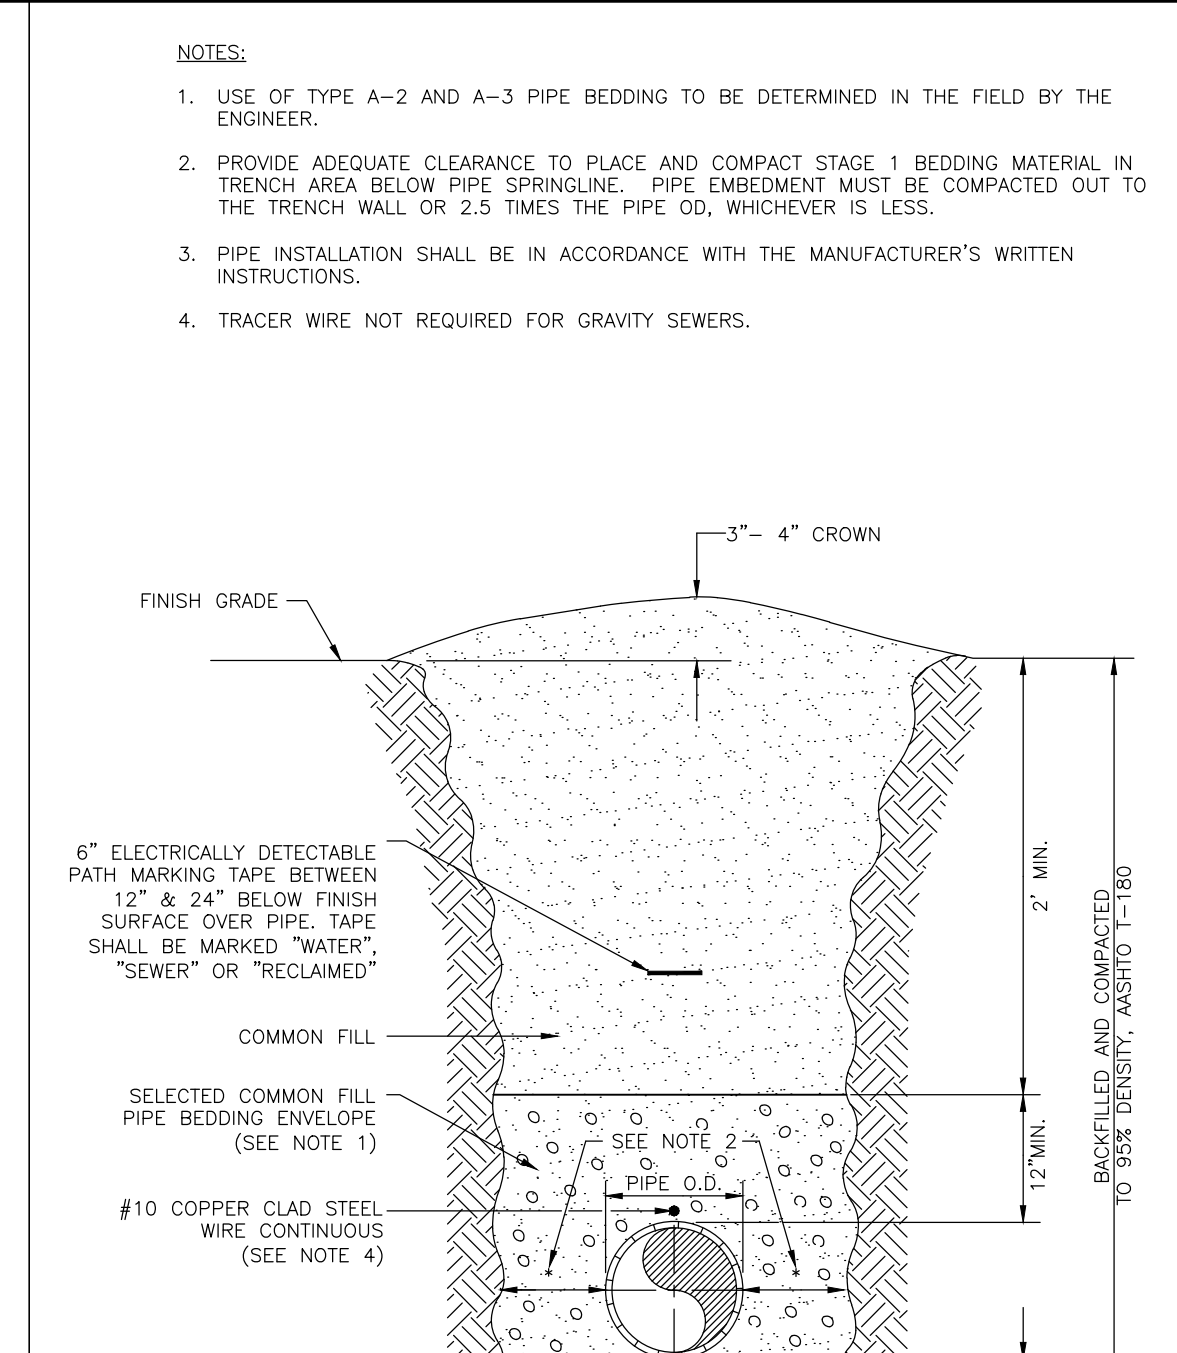 NOTES:
1. USE OF TYPE A-2 AND A-3 PIPE BEDDING TO BE DETERMINED IN THE FIELD BY THE
ENGINEER.
2. PROVIDE ADEQUATE CLEARANCE TO PLACE AND COMPACT STAGE 1 BEDDING MATERIAL IN
TRENCH AREA BELOW PIPE SPRINGLINE. PIPE EMBEDMENT MUST BE COMPACTED OUT TO
THE TRENCH WALL OR 2.5 TIMES THE PIPE OD, WHICHEVER IS LESS.
3. PIPE INSTALLATION SHALL BE IN ACCORDANCE WITH THE MANUFACTURER'S WRITTEN
INSTRUCTIONS.
4. TRACER WIRE NOT REQUIRED FOR GRAVITY SEWERS.
3"- 4" CROWN
FINISH GRADE
6" ELECTRICALLY DETECTABLE
PATH MARKING TAPE BETWEEN
12" & 24" BELOW FINISH
SURFACE OVER PIPE. TAPE
SHALL BE MARKED "WATER",
"SEWER" OR "RECLAIMED"
COMMON FILL
SELECTED COMMON FILL
PIPE BEDDING ENVELOPE
(SEE NOTE 1)
#10 COPPER CLAD STEEL
WIRE CONTINUOUS
(SEE NOTE 4)
SEE NOTE 2
PIPE O.D.
*
*
2' MIN.
12"MIN.
BACKFILLED AND COMPACTED
TO 95% DENSITY, AASHTO T-180